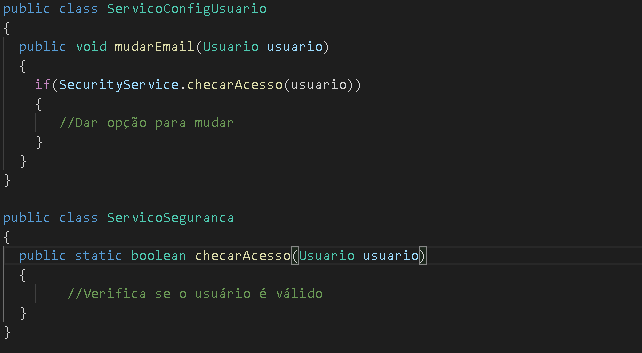 public class ServicoConfigUsuario
{
public void mudarEmail(Usuario usuario)
{
if(SecurityService.checarAcesso(usuario))
{
//Dar opção para mudar
}
}
}
public class ServicoSeguranca
{
public static boolean checarAcesso(Usuario usuario)
{
//Verifica se o usuário é válido
}
}